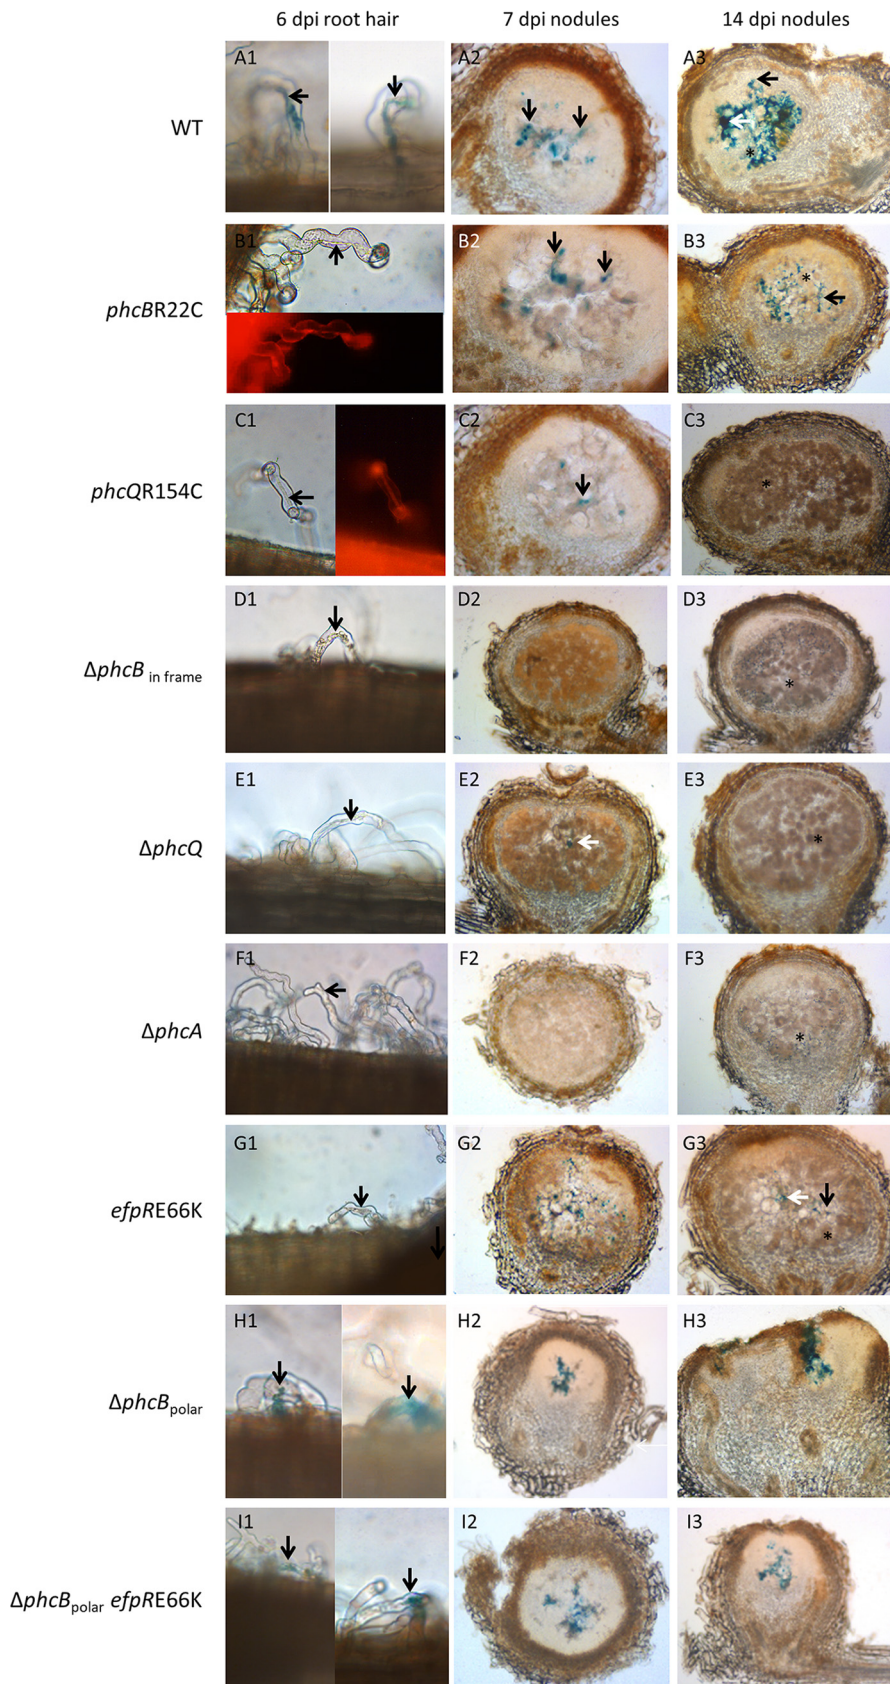 6 dpi root hair 7 dpi nodules 14 dpi nodules
WT A1 A2 A3
*
phcBR22C B1 B2 B3
*
phcQR154C C1 C2 C3
*
ΔphcB in frame D1 D2 D3
*
ΔphcQ E1 E2 E3
*
ΔphcA F1 F2 F3
*
efpRE66K G1 G2 G3
*
ΔphcBpolar H1 H2 H3
ΔphcBpolar efpRE66K I1 I2 I3